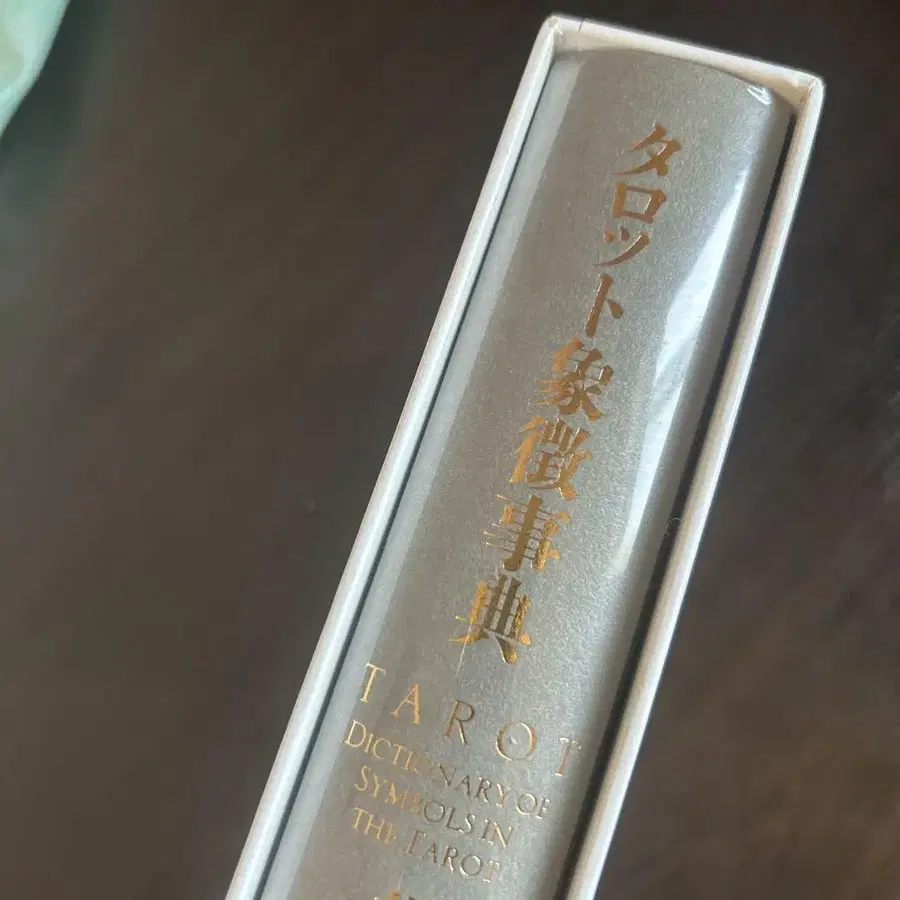 タロット象徴事典
TAROT
DICTIONARY OF
SYMBOLS IN
THE TAROT